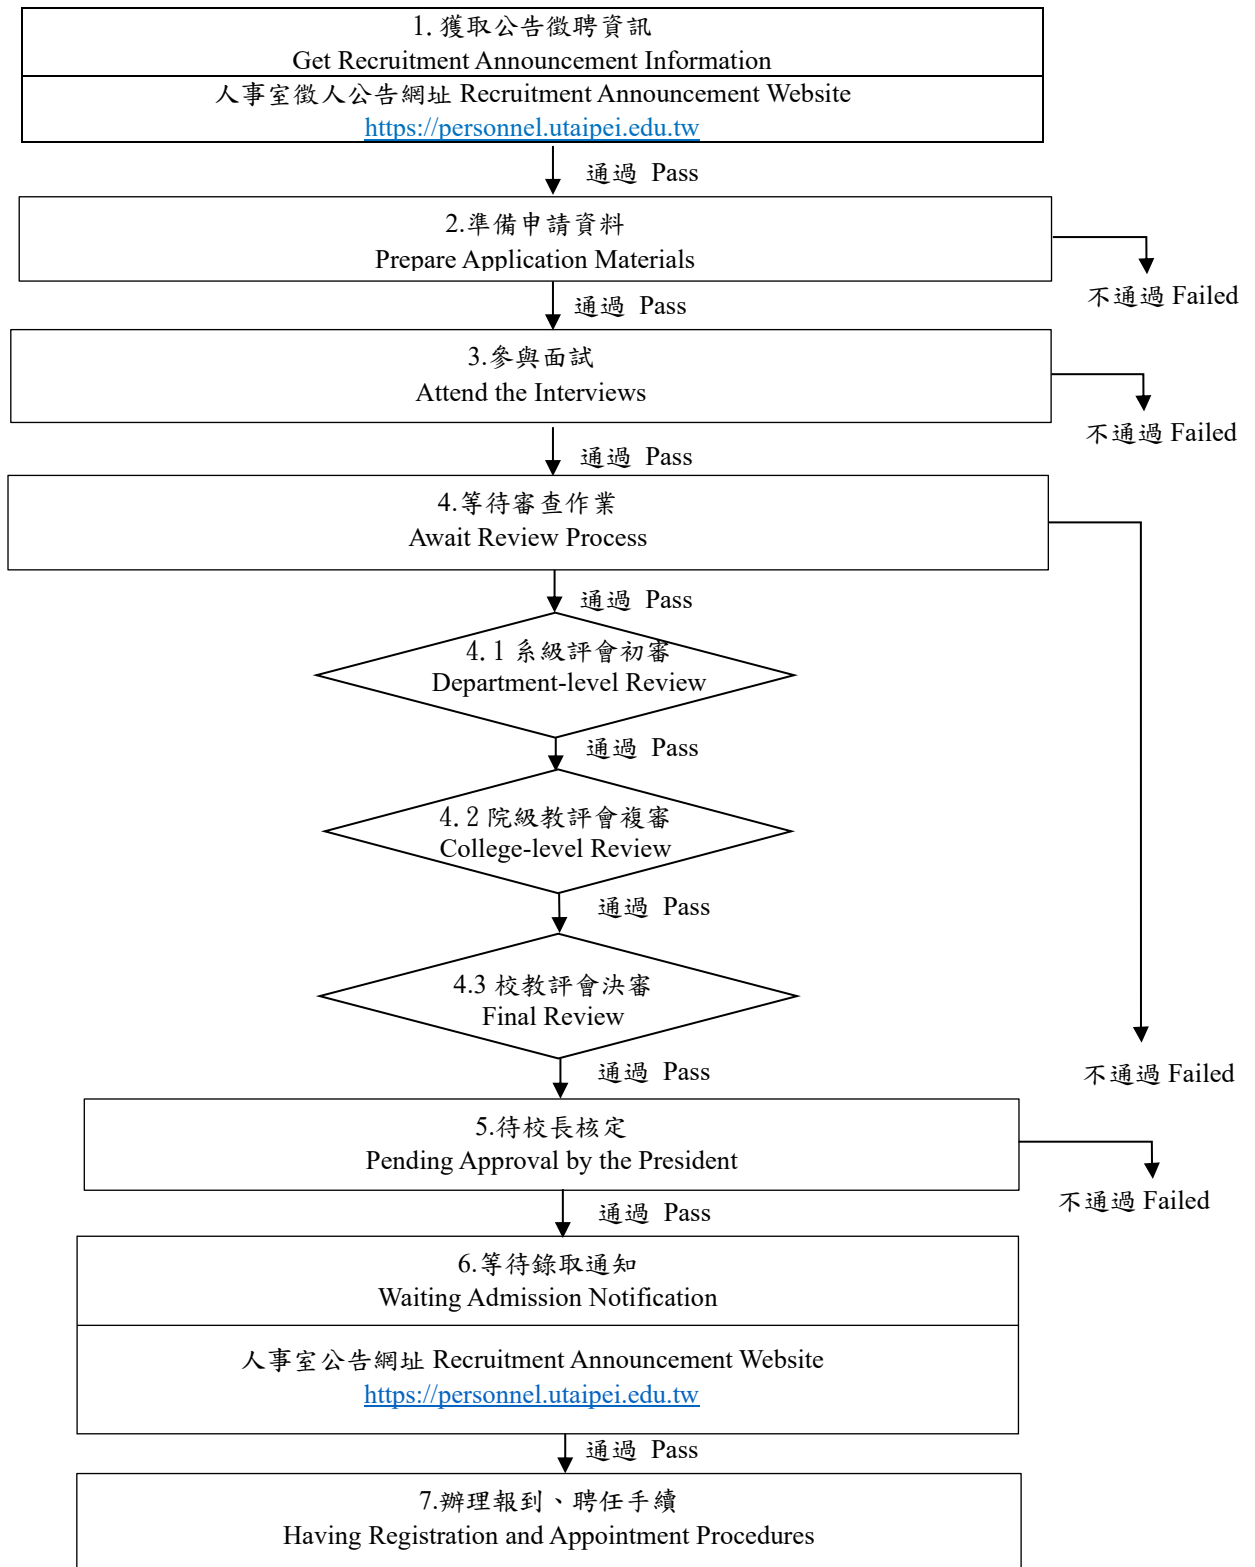 1. 獲取公告徵聘資訊
Get Recruitment Announcement Information
人事室徵人公告網址 Recruitment Announcement Website
https://personnel.utaipei.edu.tw
通過 Pass
2.準備申請資料
Prepare Application Materials
不通過 Failed
通過 Pass
3.參與面試
Attend the Interviews
不通過 Failed
通過 Pass
4.等待審查作業
Await Review Process
通過 Pass
4.1 系級評會初審
Department-level Review
通過 Pass
4.2 院級教評會複審
College-level Review
通過 Pass
4.3 校教評會決審
Final Review
通過 Pass
不通過 Failed
5.待校長核定
Pending Approval by the President
不通過 Failed
通過 Pass
6.等待錄取通知
Waiting Admission Notification
人事室公告網址 Recruitment Announcement Website
https://personnel.utaipei.edu.tw
通過 Pass
7.辦理報到、聘任手續
Having Registration and Appointment Procedures